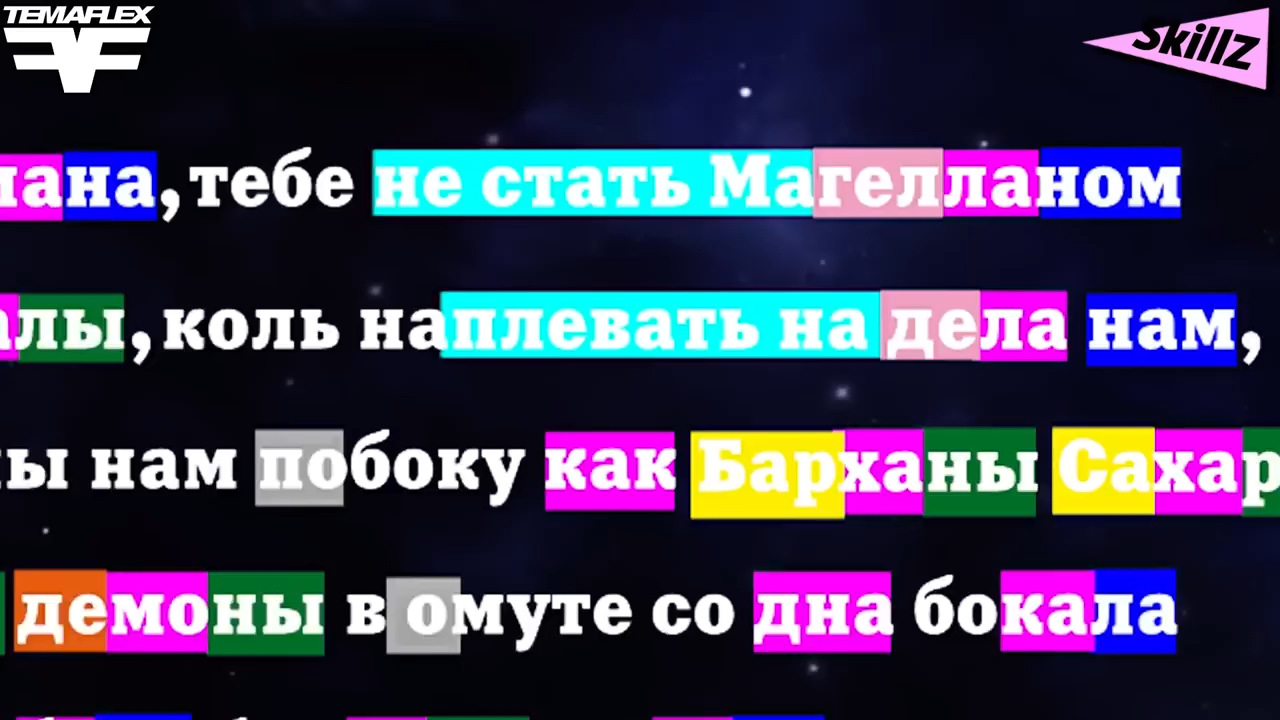 TEMAFLEX
Skillz
лана, тебе не стать Магелланом
алы, коль наплевать на дела нам,
ы нам побоку как Барханы Сахар
демоны в омуте со дна бокала